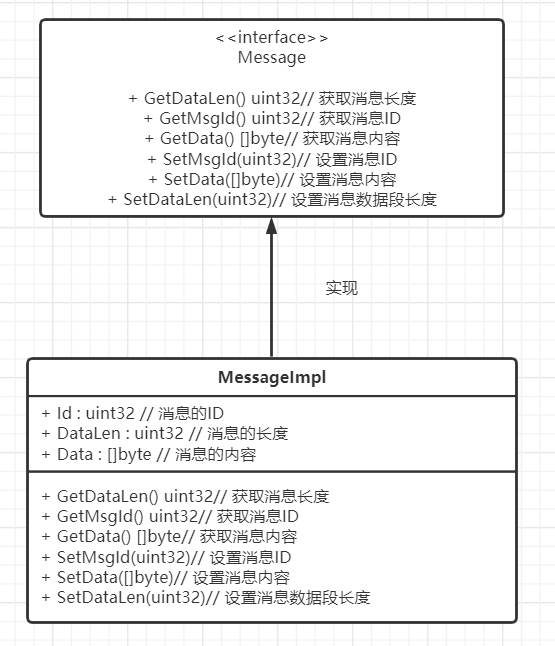 <<interface>>
Message
+ GetDataLen() uint32// 获取消息长度
+ GetMsgId() uint32// 获取消息ID
+ GetData() []byte// 获取消息内容
+ SetMsgId(uint32)// 设置消息ID
+ SetData([]byte)// 设置消息内容
+ SetDataLen(uint32)// 设置消息数据段长度
实现
MessageImpl
+ Id : uint32 // 消息的ID
+ DataLen : uint32 // 消息的长度
+ Data : []byte // 消息的内容
+ GetDataLen() uint32// 获取消息长度
+ GetMsgId() uint32// 获取消息ID
+ GetData() []byte// 获取消息内容
+ SetMsgId(uint32)// 设置消息ID
+ SetData([]byte)// 设置消息内容
+ SetDataLen(uint32)// 设置消息数据段长度